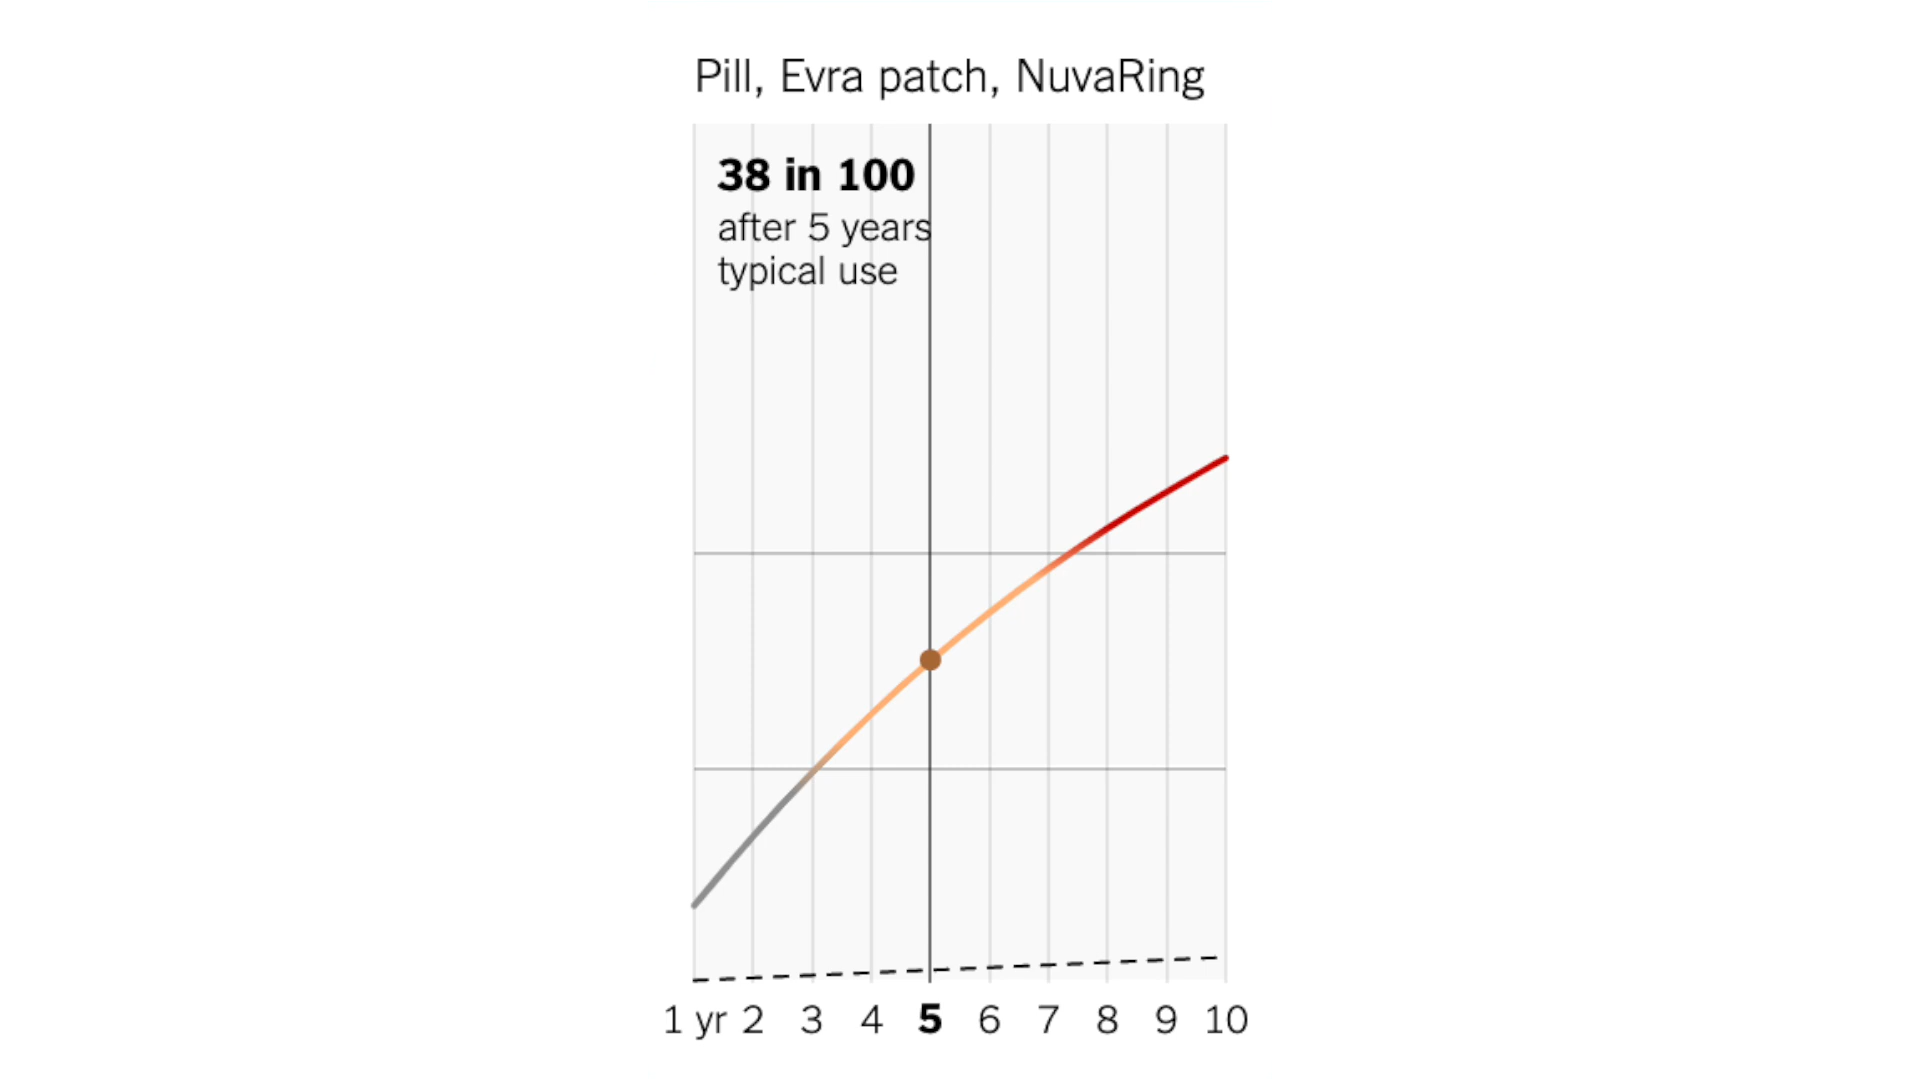 Pill, Evra patch, NuvaRing
38 in 100
after 5 years
typical use
1 yr 2 3 4 5 6 7 8 9 10